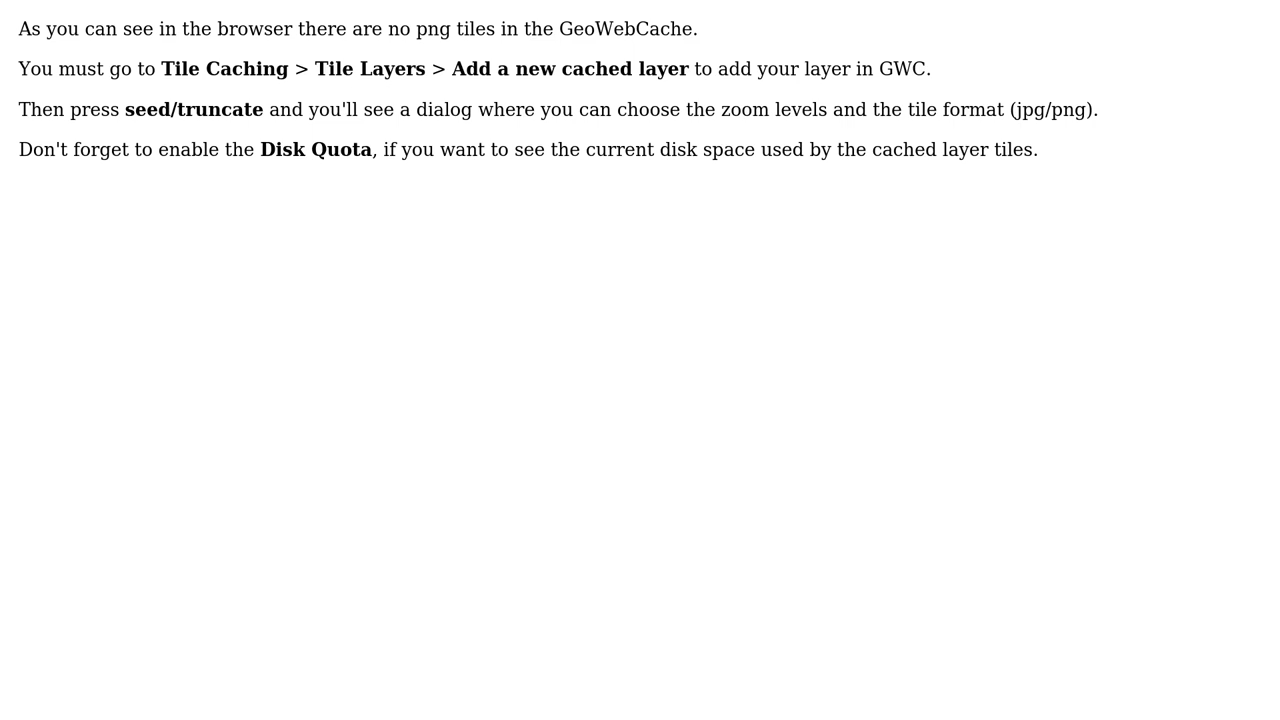 As you can see in the browser there are no png tiles in the GeoWebCache.
You must go to Tile Caching > Tile Layers > Add a new cached layer to add your layer in GWC.
Then press seed/truncate and you'll see a dialog where you can choose the zoom levels and the tile format (jpg/png).
Don't forget to enable the Disk Quota, if you want to see the current disk space used by the cached layer tiles.